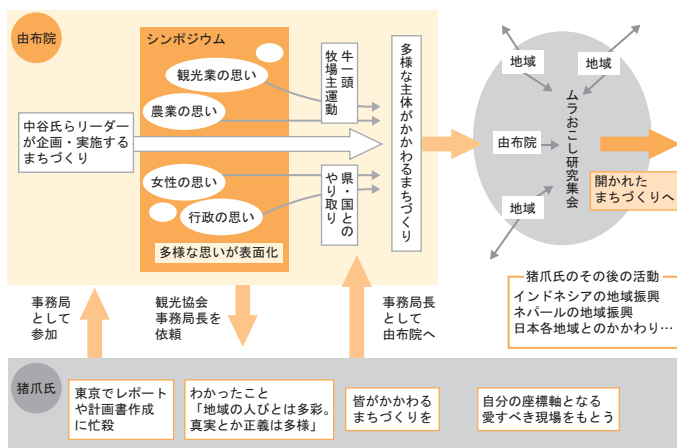 由布院
シンポジウム
観光業の思い
農業の思い
女性の思い
行政の思い
多様な思いが表面化
中谷氏らリーダー
が企画・実施する
まちづくり
牛一頭
牧場主運動
県・国との
やり取り
多様な主体がかかわるまちづくり
地域
地域
由布院
地域
ムラおこし研究集会
開かれた
まちづくりへ
猪爪氏のその後の活動
インドネシアの地域振興
ネパールの地域振興
日本各地域とのかかわり…
事務局
として
参加
観光協会
事務局長を
依頼
事務局長
として
由布院へ
猪爪氏
東京でレポート
や計画書作成
に忙殺
わかったこと
「地域の人びとは多彩。
真実とか正義は多様」
皆がかかわる
まちづくりを
自分の座標軸となる
愛すべき現場をもとう